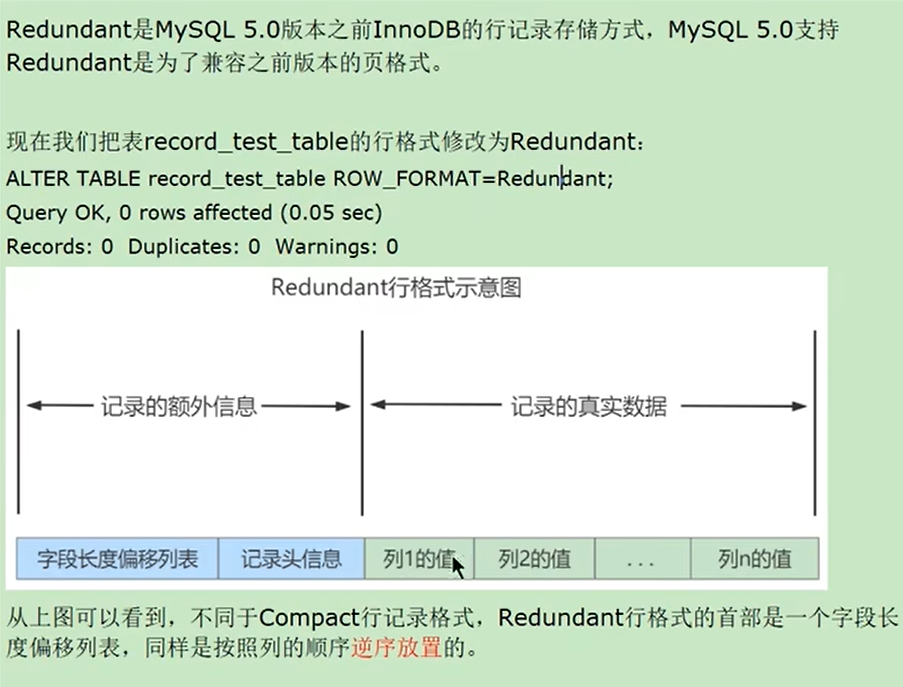 Redundant是MySQL 5.0版本之前InnoDB的行记录存储方式，MySQL 5.0支持
Redundant是为了兼容之前版本的页格式。
现在我们把表record_test_table的行格式修改为Redundant：
ALTER TABLE record_test_table ROW_FORMAT=Redundant;
Query OK, 0 rows affected (0.05 sec)
Records: 0  Duplicates: 0  Warnings: 0
Redundant行格式示意图
记录的额外信息 记录的真实数据
字段长度偏移列表 记录头信息 列1的值 列2的值 ... 列n的值
从上图可以看到，不同于Compact行记录格式，Redundant行格式的首部是一个字段长
度偏移列表，同样是按照列的顺序逆序放置的。